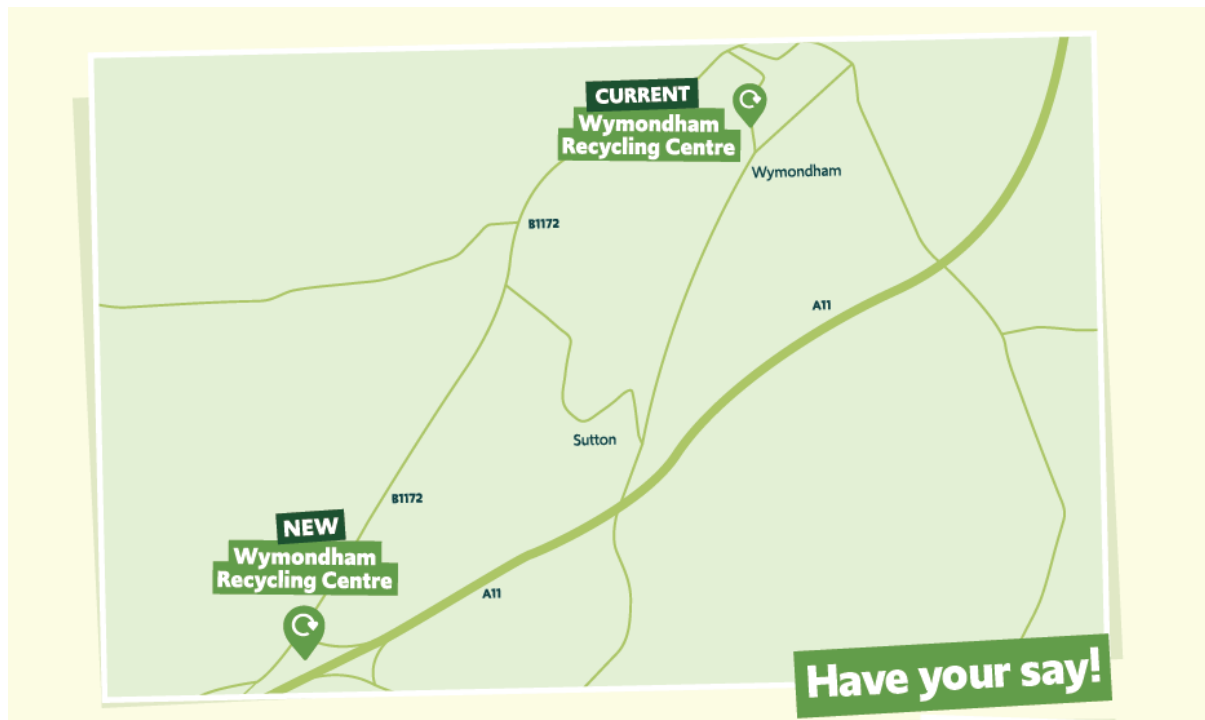 CURRENT
Wymondham
Recycling Centre
Wymondham
B1172
A11
Sutton
B1172
NEW
Wymondham
Recycling Centre
A11
Have your say!